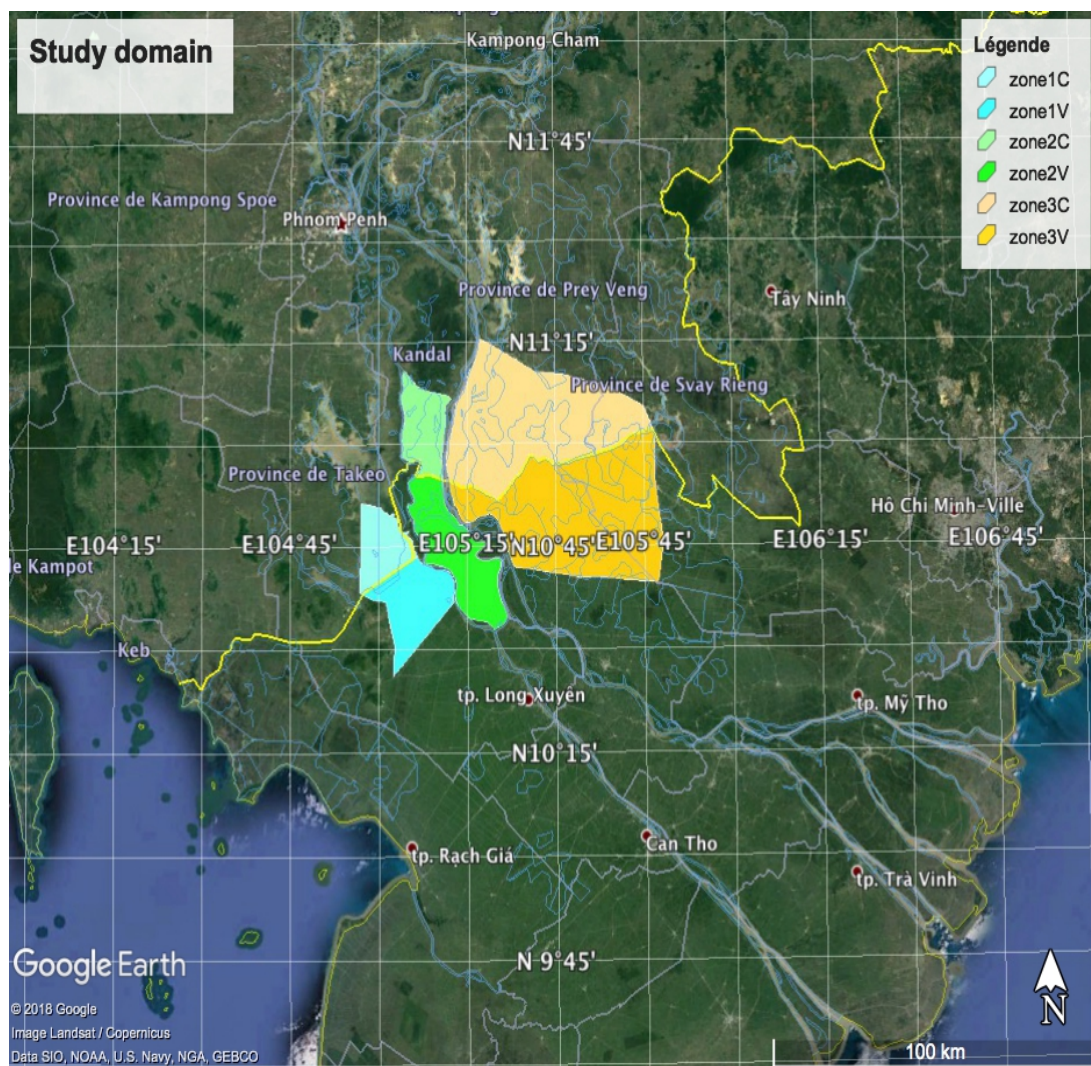 Study domain
Kampong Cham
Légende
zone1C
zone1V
zone2C
zone2V
zone3C
zone3V
N11°45'
Province de Kampong Spoe
Phnom Penh
Province de Prey Veng
Tây Ninh
N11°15'
Kandal
Province de Svay Rieng
Province de Takeo
Hô Chi Minh-Ville
E104°15'
E104°45'
E105°15'
N10°45'
E105°45'
E106°15'
E106°45'
de Kampot
Keb
tp. Long Xuyên
tp. Mỹ Tho
N10°15'
tp. Rạch Giá
Can Tho
tp. Trà Vinh
N 9°45'
Google Earth
© 2018 Google
Image Landsat / Copernicus
Data SIO, NOAA, U.S. Navy, NGA, GEBCO
N
100 km